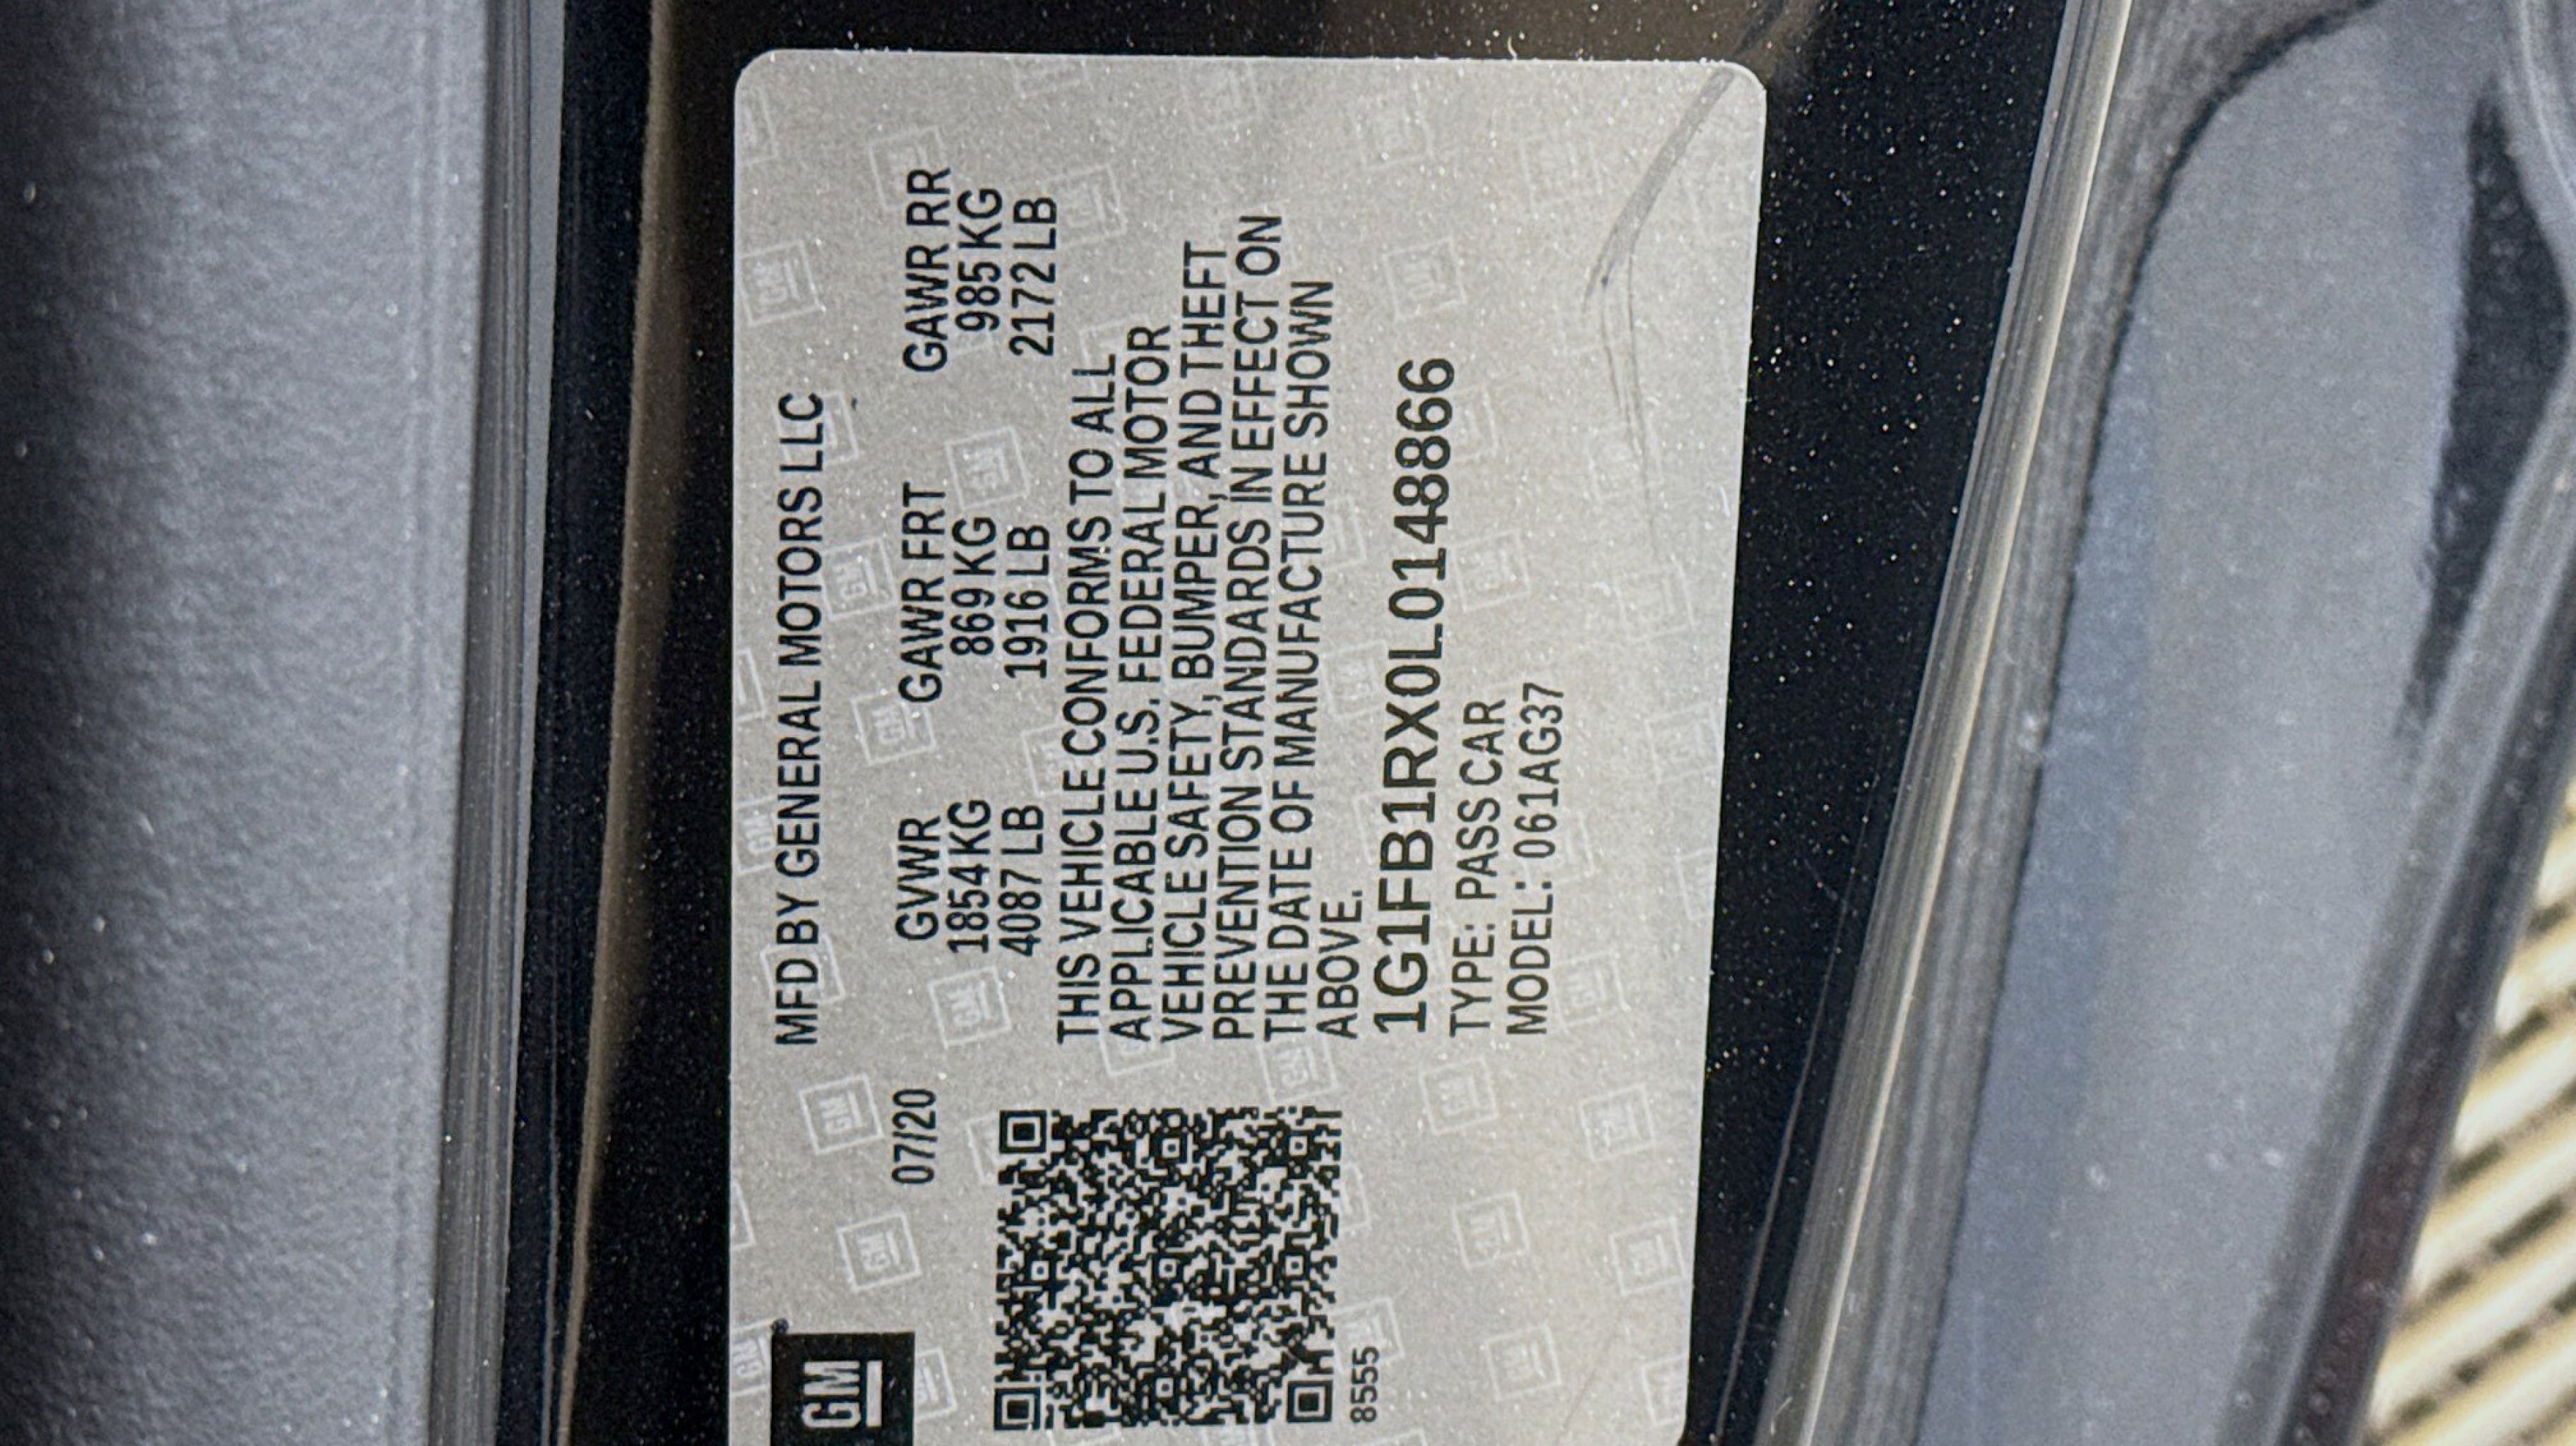 GM
MFD BY GENERAL MOTORS LLC
07/20
GVWR GAWR FRT GAWR RR
1854 KG 869 KG 985 KG
4087 LB 1916 LB 2172 LB
THIS VEHICLE CONFORMS TO ALL
APPLICABLE U.S. FEDERAL MOTOR
VEHICLE SAFETY, BUMPER, AND THEFT
PREVENTION STANDARDS IN EFFECT ON
THE DATE OF MANUFACTURE SHOWN
ABOVE.
1G1FB1RX0L0148866
TYPE: PASS CAR
MODEL: 061AG37
8555